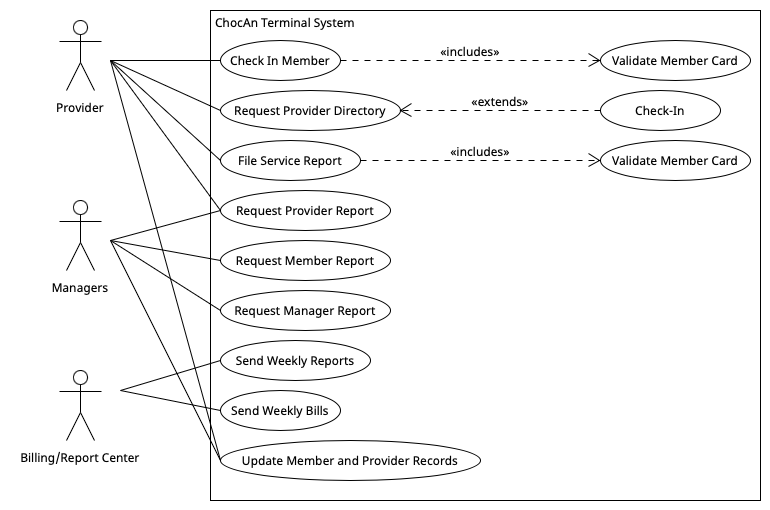 ChocAn Terminal System
Provider
Check In Member
«includes»
Validate Member Card
Request Provider Directory
«extends»
Check-In
File Service Report
«includes»
Validate Member Card
Managers
Request Provider Report
Request Member Report
Request Manager Report
Billing/Report Center
Send Weekly Reports
Send Weekly Bills
Update Member and Provider Records